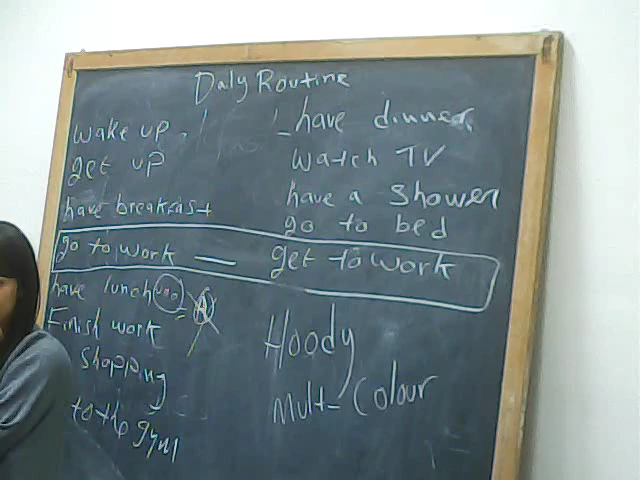 Daly Routine
wake up
get up
have breakfast
go to work — get to work
have lunch
Finish work
shopping
to the gym
have dinner
watch TV
have a shower
go to bed
Hoody
Mult-Colour